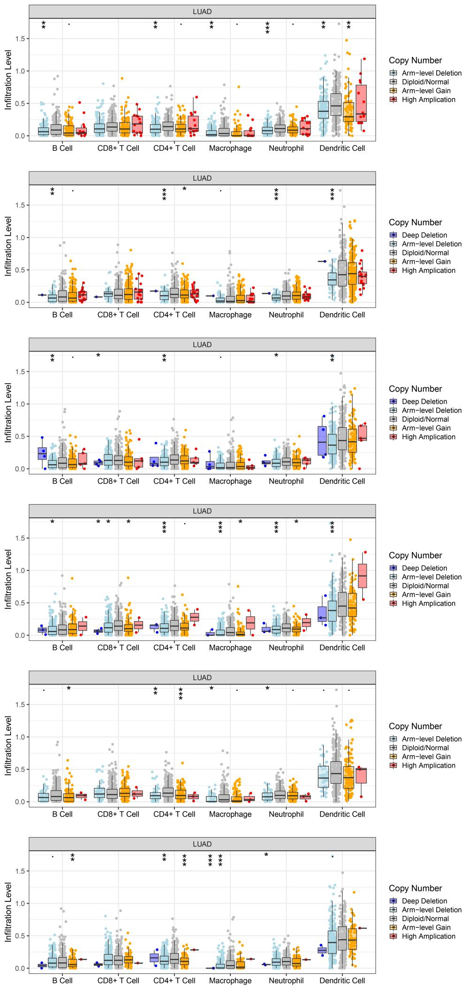 LUAD
** . ** . ** . *** . ** **
Infiltration Level
1.5
1.0
0.5
0.0
B Cell CD8+ T Cell CD4+ T Cell Macrophage Neutrophil Dendritic Cell
Copy Number
Arm−level Deletion
Diploid/Normal
Arm−level Gain
High Amplication
LUAD
** . *** * . *** ***
Infiltration Level
1.5
1.0
0.5
0.0
B Cell CD8+ T Cell CD4+ T Cell Macrophage Neutrophil Dendritic Cell
Copy Number
Deep Deletion
Arm−level Deletion
Diploid/Normal
Arm−level Gain
High Amplication
LUAD
** . * ** . * **
Infiltration Level
1.5
1.0
0.5
0.0
B Cell CD8+ T Cell CD4+ T Cell Macrophage Neutrophil Dendritic Cell
Copy Number
Deep Deletion
Arm−level Deletion
Diploid/Normal
Arm−level Gain
High Amplication
LUAD
* * * * *** . *** * *** * ***
Infiltration Level
1.5
1.0
0.5
0.0
B Cell CD8+ T Cell CD4+ T Cell Macrophage Neutrophil Dendritic Cell
Copy Number
Deep Deletion
Arm−level Deletion
Diploid/Normal
Arm−level Gain
High Amplication
LUAD
. * ** *** * . * . . .
Infiltration Level
1.5
1.0
0.5
0.0
B Cell CD8+ T Cell CD4+ T Cell Macrophage Neutrophil Dendritic Cell
Copy Number
Arm−level Deletion
Diploid/Normal
Arm−level Gain
High Amplication
LUAD
. ** ** *** *** *** * .
Infiltration Level
1.5
1.0
0.5
0.0
B Cell CD8+ T Cell CD4+ T Cell Macrophage Neutrophil Dendritic Cell
Copy Number
Deep Deletion
Arm−level Deletion
Diploid/Normal
Arm−level Gain
High Amplication